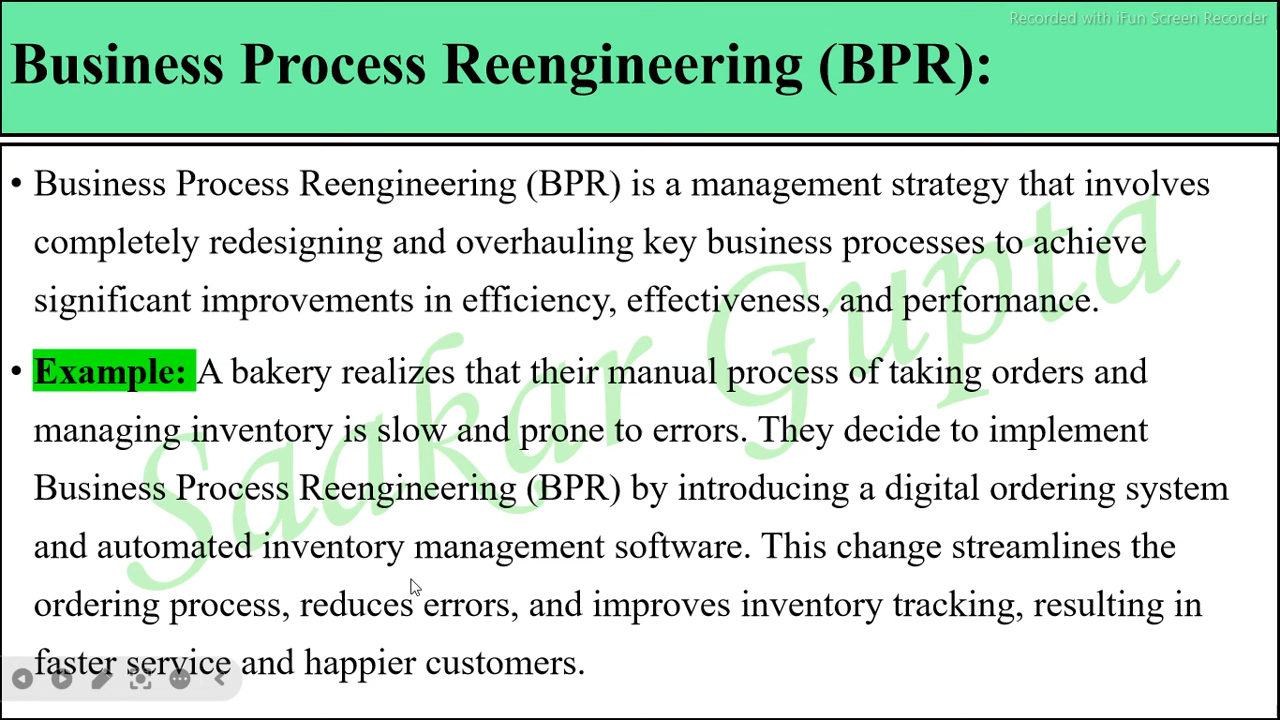 Recorded with iFun Screen Recorder
Business Process Reengineering (BPR):
• Business Process Reengineering (BPR) is a management strategy that involves
completely redesigning and overhauling key business processes to achieve
significant improvements in efficiency, effectiveness, and performance.
• Example: A bakery realizes that their manual process of taking orders and
managing inventory is slow and prone to errors. They decide to implement
Business Process Reengineering (BPR) by introducing a digital ordering system
and automated inventory management software. This change streamlines the
ordering process, reduces errors, and improves inventory tracking, resulting in
faster service and happier customers.
Saakar Gupta